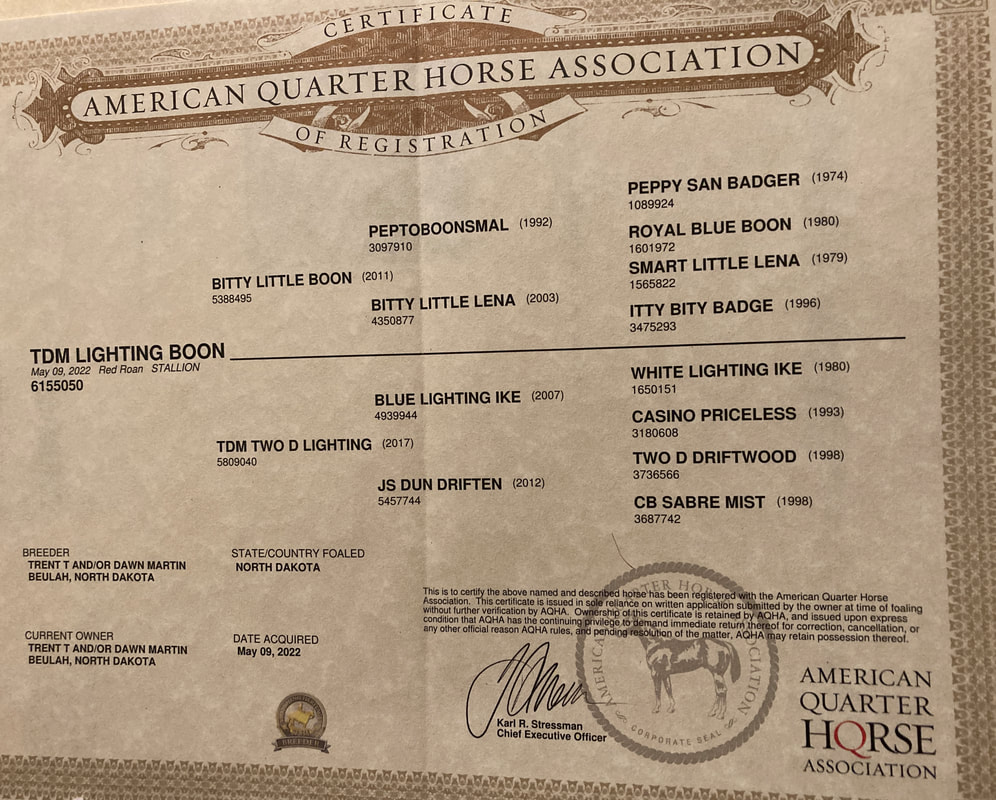 CERTIFICATE
AMERICAN QUARTER HORSE ASSOCIATION
OF REGISTRATION
PEPPY SAN BADGER (1974)
1089924
PEPTOBOONSMAL (1992)
3097910
ROYAL BLUE BOON (1980)
1601972
BITTY LITTLE BOON (2011)
5388495
SMART LITTLE LENA (1979)
1565822
BITTY LITTLE LENA (2003)
4350877
ITTY BITY BADGE (1996)
3475293
TDM LIGHTING BOON
May 09, 2022 Red Roan STALLION
6155050
WHITE LIGHTING IKE (1980)
1650151
BLUE LIGHTING IKE (2007)
4939944
CASINO PRICELESS (1993)
3180608
TDM TWO D LIGHTING (2017)
5809040
TWO D DRIFTWOOD (1998)
3736566
JS DUN DRIFTEN (2012)
5457744
CB SABRE MIST (1998)
3687742
BREEDER
TRENT T AND/OR DAWN MARTIN
BEULAH, NORTH DAKOTA
STATE/COUNTRY FOALED
NORTH DAKOTA
CURRENT OWNER
TRENT T AND/OR DAWN MARTIN
BEULAH, NORTH DAKOTA
DATE ACQUIRED
May 09, 2022
This is to certify the above named and described horse has been registered with the American Quarter Horse
Association. This certificate is issued in sole reliance on written application submitted by the owner at time of foaling
without further verification by AQHA. Ownership of this certificate is retained by AQHA, and issued upon express
condition that AQHA has the continuing privilege to demand immediate return thereof for correction, cancellation, or
any other official reason AQHA rules, and pending resolution of the matter, AQHA may retain possession thereof.
Karl R. Stressman
Chief Executive Officer
AMERICAN QUARTER HORSE ASSOCIATION
CORPORATE SEAL
BREEDER
AMERICAN
QUARTER
HORSE
ASSOCIATION